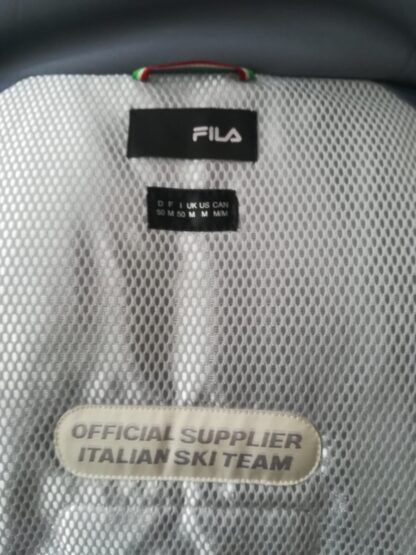 FILA
D F I UK US CAN
50 M 50 M M M/M
OFFICIAL SUPPLIER
ITALIAN SKI TEAM